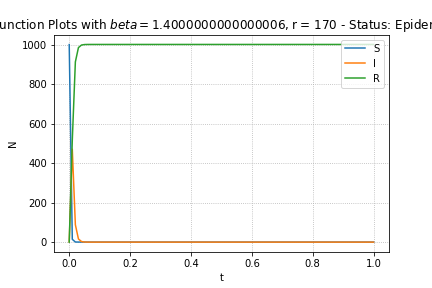 unction Plots with beta = 1.4000000000000006, r = 170 - Status: Epider
1000
800
600
400
200
0
N
S
I
R
0.0 0.2 0.4 0.6 0.8 1.0
t